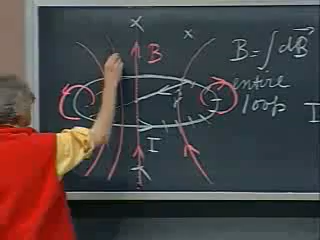 x
x
B
B = ∫ dB⃗
entire
loop
I
I
r